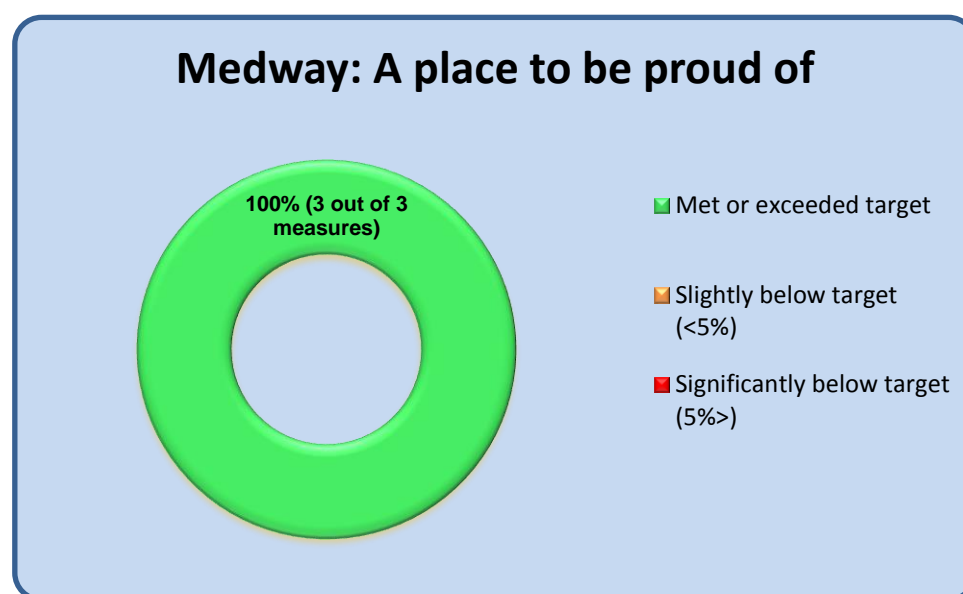 Medway: A place to be proud of
100% (3 out of 3
measures)
Met or exceeded target
Slightly below target
(<5%)
Significantly below target
(5%>)